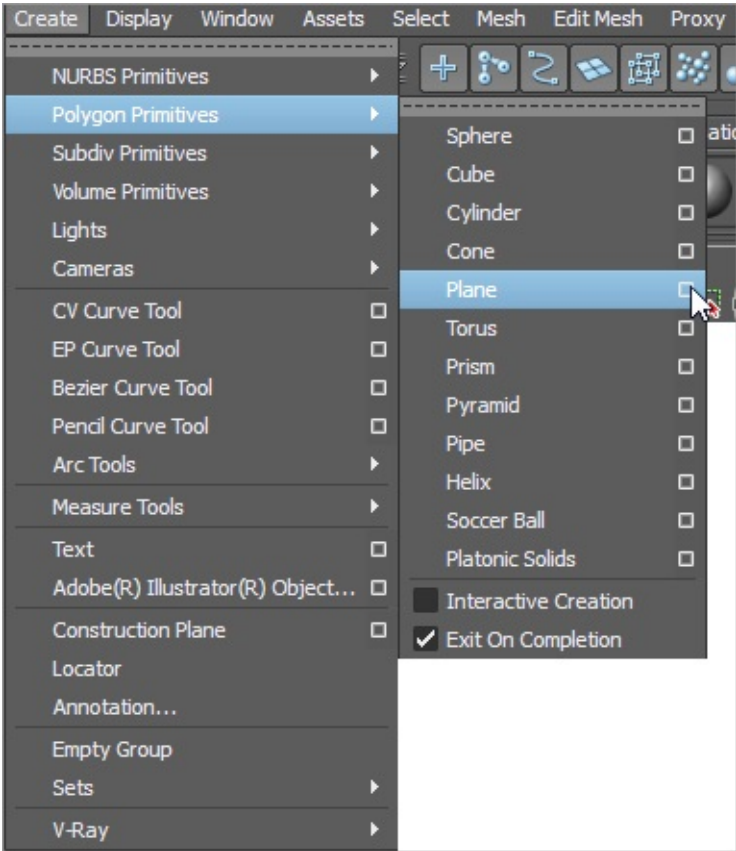 Create Display Window Assets Select Mesh Edit Mesh Proxy
NURBS Primitives
Polygon Primitives
Subdiv Primitives
Volume Primitives
Lights
Cameras
CV Curve Tool
EP Curve Tool
Bezier Curve Tool
Pencil Curve Tool
Arc Tools
Measure Tools
Text
Adobe(R) Illustrator(R) Object...
Construction Plane
Locator
Annotation...
Empty Group
Sets
V-Ray
Sphere
Cube
Cylinder
Cone
Plane
Torus
Prism
Pyramid
Pipe
Helix
Soccer Ball
Platonic Solids
Interactive Creation
Exit On Completion